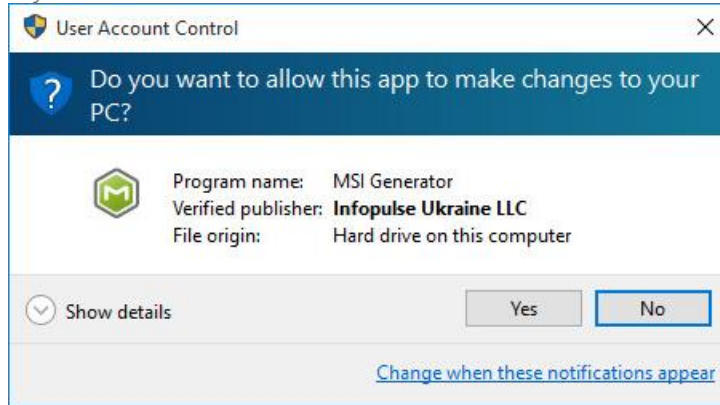 User Account Control
Do you want to allow this app to make changes to your
PC?
Program name: MSI Generator
Verified publisher: Infopulse Ukraine LLC
File origin: Hard drive on this computer
Show details
Yes
No
Change when these notifications appear